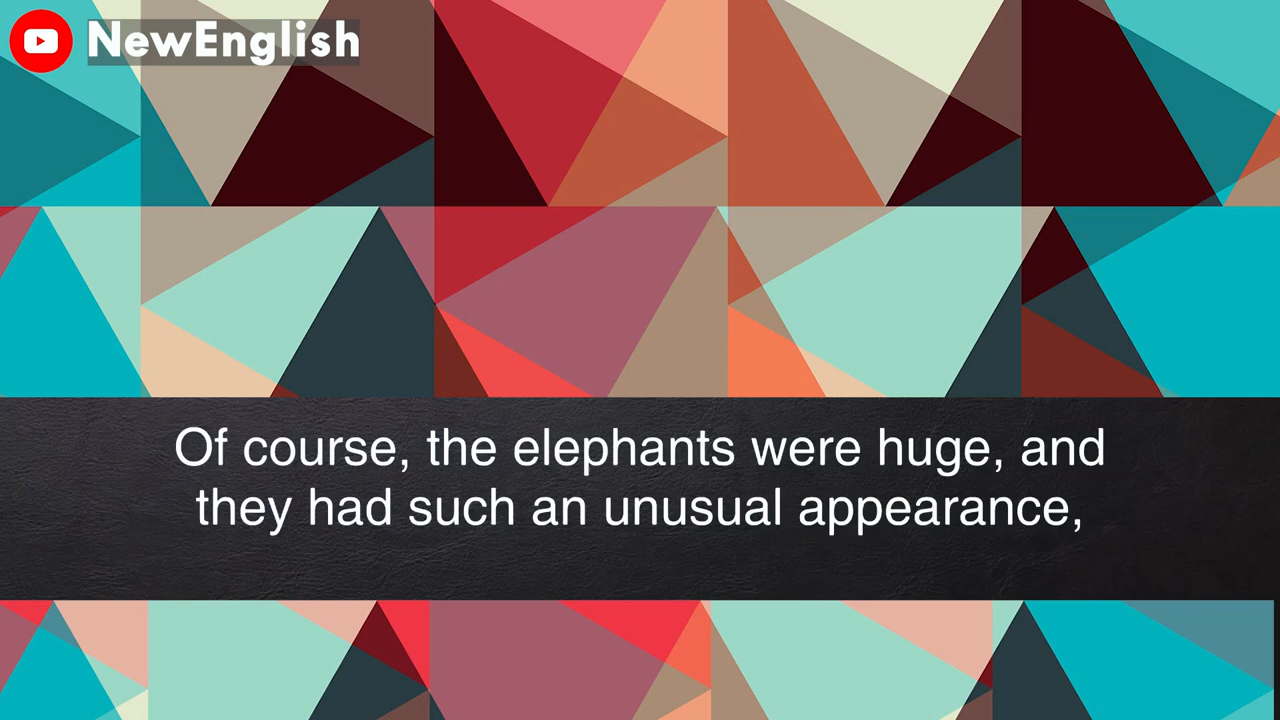 NewEnglish
Of course, the elephants were huge, and
they had such an unusual appearance,